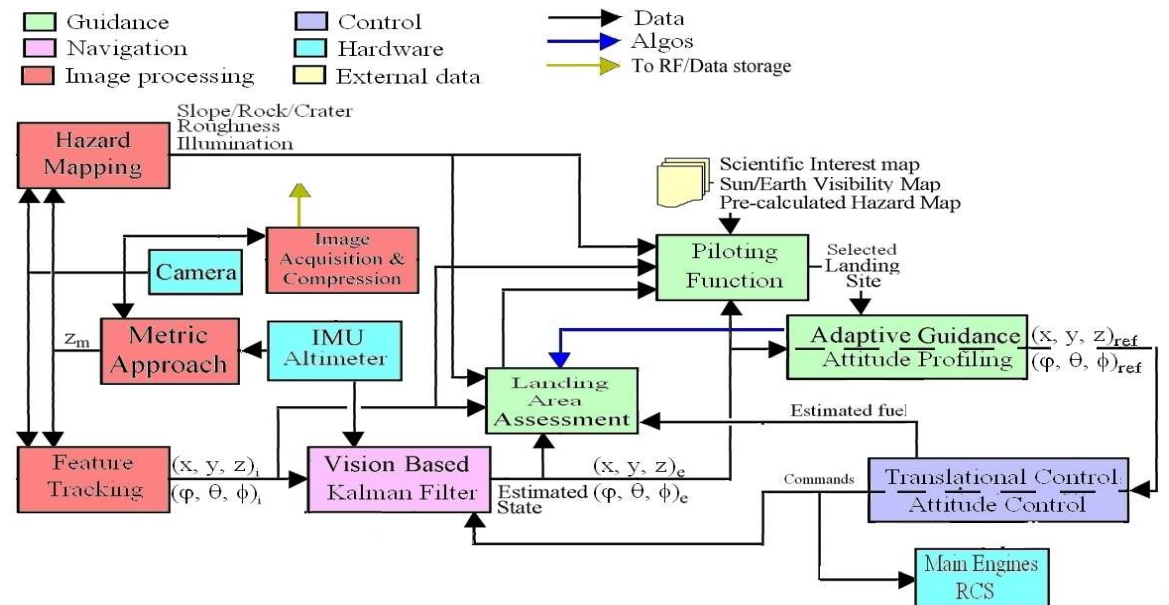 Guidance
Navigation
Image processing
Control
Hardware
External data
Data
Algos
To RF/Data storage
Slope/Rock/Crater
Roughness
Illumination
Hazard
Mapping
Scientific Interest map
Sun/Earth Visibility Map
Pre-calculated Hazard Map
Image
Acquisition &
Compression
Camera
Piloting
Function
Selected
Landing
Site
zm
Metric
Approach
IMU
Altimeter
Adaptive Guidance
Attitude Profiling
(x, y, z)ref
(φ, θ, ϕ)ref
Landing
Area
Assessment
Estimated fuel
Feature
Tracking
(x, y, z)i
(φ, θ, ϕ)i
Vision Based
Kalman Filter
Estimated
State
(x, y, z)e
(φ, θ, ϕ)e
Commands
Translational Control
Attitude Control
Main Engines
RCS